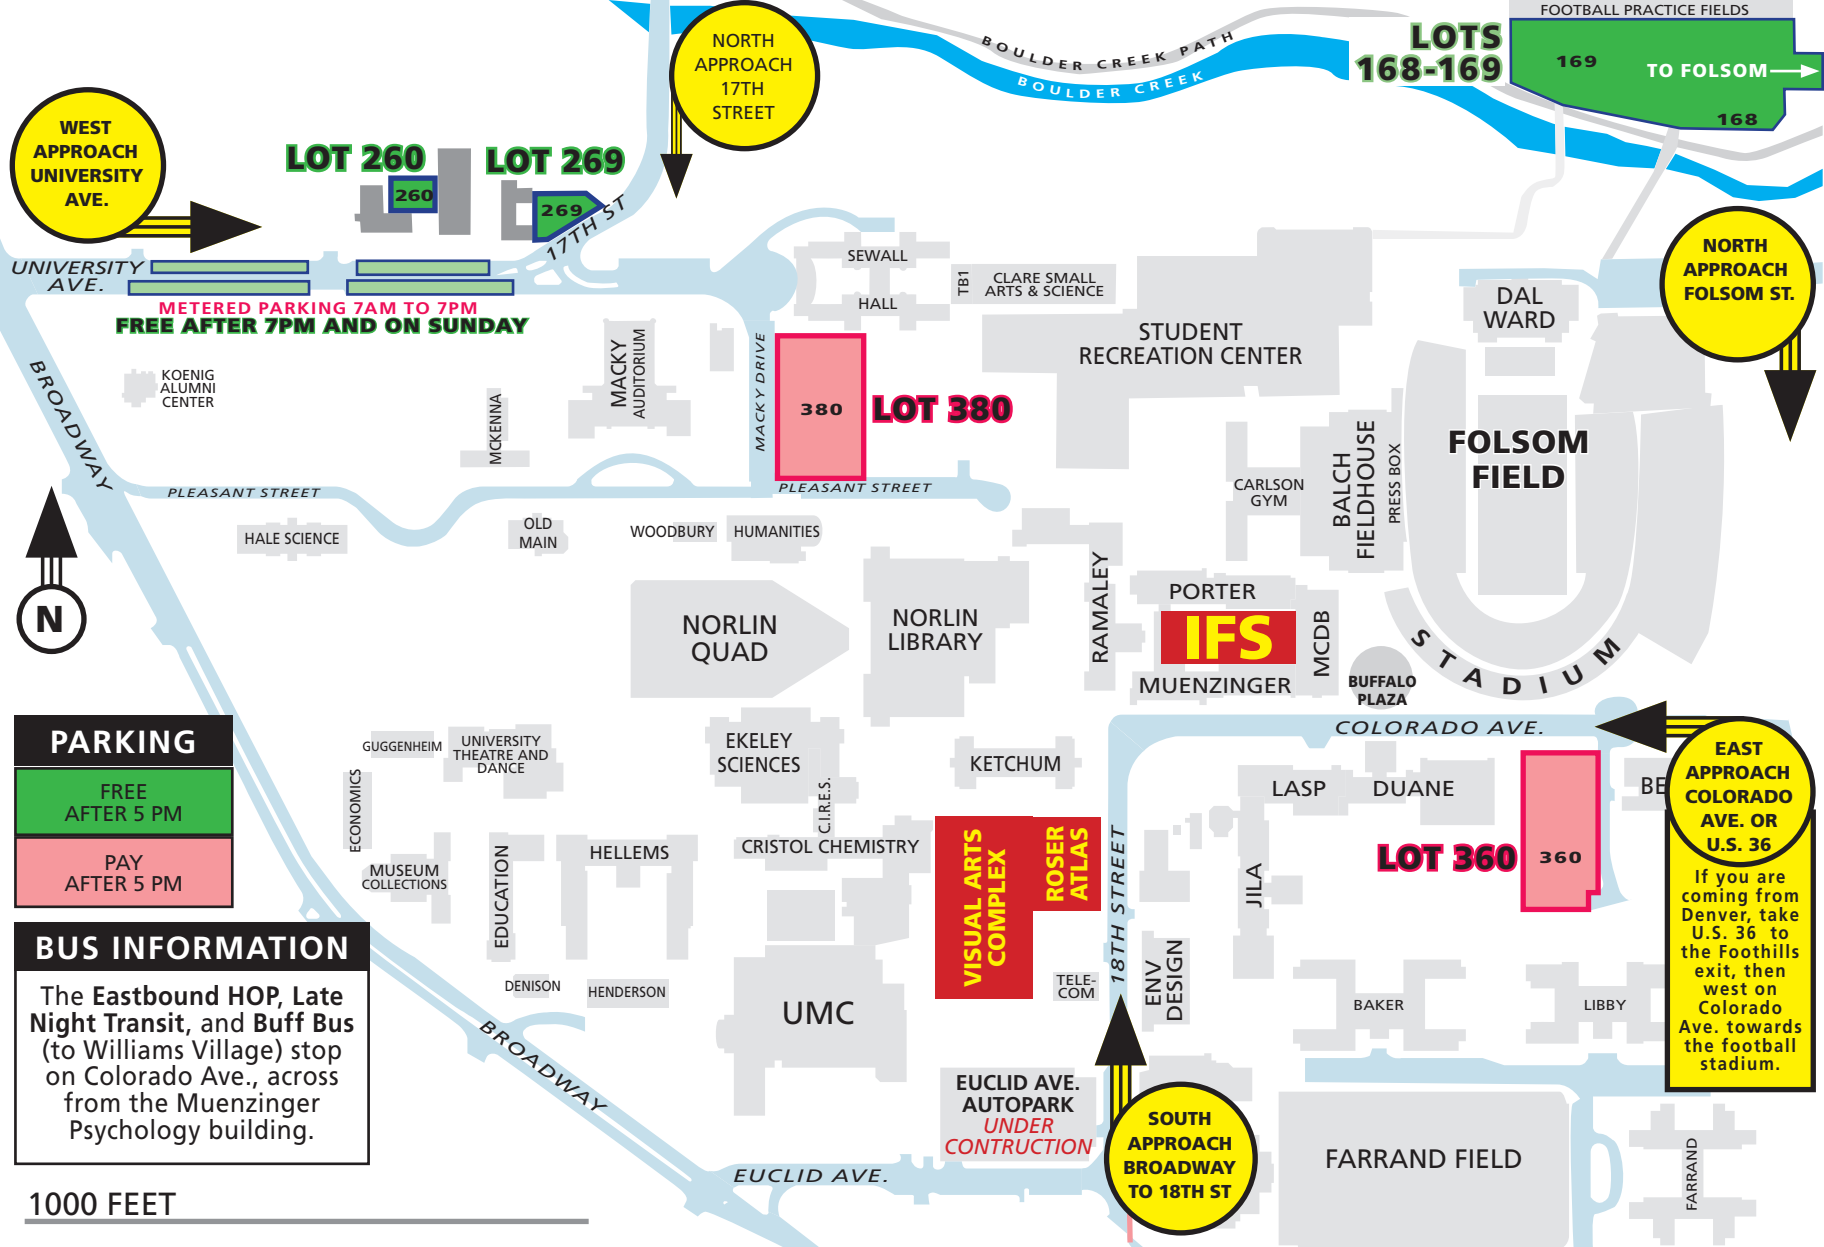 FOOTBALL PRACTICE FIELDS
LOTS
168-169
169
TO FOLSOM
168
BOULDER CREEK PATH
BOULDER CREEK
NORTH
APPROACH
17TH
STREET
WEST
APPROACH
UNIVERSITY
AVE.
LOT 260
260
LOT 269
269
17TH ST
UNIVERSITY
AVE.
METERED PARKING 7AM TO 7PM
FREE AFTER 7PM AND ON SUNDAY
SEWALL
HALL
TB1
CLARE SMALL
ARTS & SCIENCE
NORTH
APPROACH
FOLSOM ST.
DAL
WARD
STUDENT
RECREATION CENTER
BROADWAY
KOENIG
ALUMNI
CENTER
MCKENNA
MACKY
AUDITORIUM
MACKY DRIVE
380
LOT 380
PLEASANT STREET
PLEASANT STREET
CARLSON
GYM
BALCH
FIELDHOUSE
PRESS BOX
FOLSOM
FIELD
STADIUM
HALE SCIENCE
OLD
MAIN
WOODBURY
HUMANITIES
N
NORLIN
QUAD
NORLIN
LIBRARY
RAMALEY
PORTER
IFS
MUENZINGER
MCDB
BUFFALO
PLAZA
COLORADO AVE.
PARKING
FREE
AFTER 5 PM
PAY
AFTER 5 PM
GUGGENHEIM
UNIVERSITY
THEATRE AND
DANCE
ECONOMICS
MUSEUM
COLLECTIONS
EDUCATION
HELLEMS
EKELEY
SCIENCES
C.I.R.E.S.
CRISTOL CHEMISTRY
KETCHUM
VISUAL ARTS
COMPLEX
ROSER
ATLAS
18TH STREET
LASP
DUANE
JILA
LOT 360
360
BE
EAST
APPROACH
COLORADO
AVE. OR
U.S. 36
If you are
coming from
Denver, take
U.S. 36 to
the Foothills
exit, then
west on
Colorado
Ave. towards
the football
stadium.
BUS INFORMATION
The Eastbound HOP, Late
Night Transit, and Buff Bus
(to Williams Village) stop
on Colorado Ave., across
from the Muenzinger
Psychology building.
DENISON
HENDERSON
UMC
TELE-
COM
ENV
DESIGN
BAKER
LIBBY
BROADWAY
EUCLID AVE.
AUTOPARK
UNDER
CONTRUCTION
SOUTH
APPROACH
BROADWAY
TO 18TH ST
EUCLID AVE.
FARRAND FIELD
FARRAND
1000 FEET